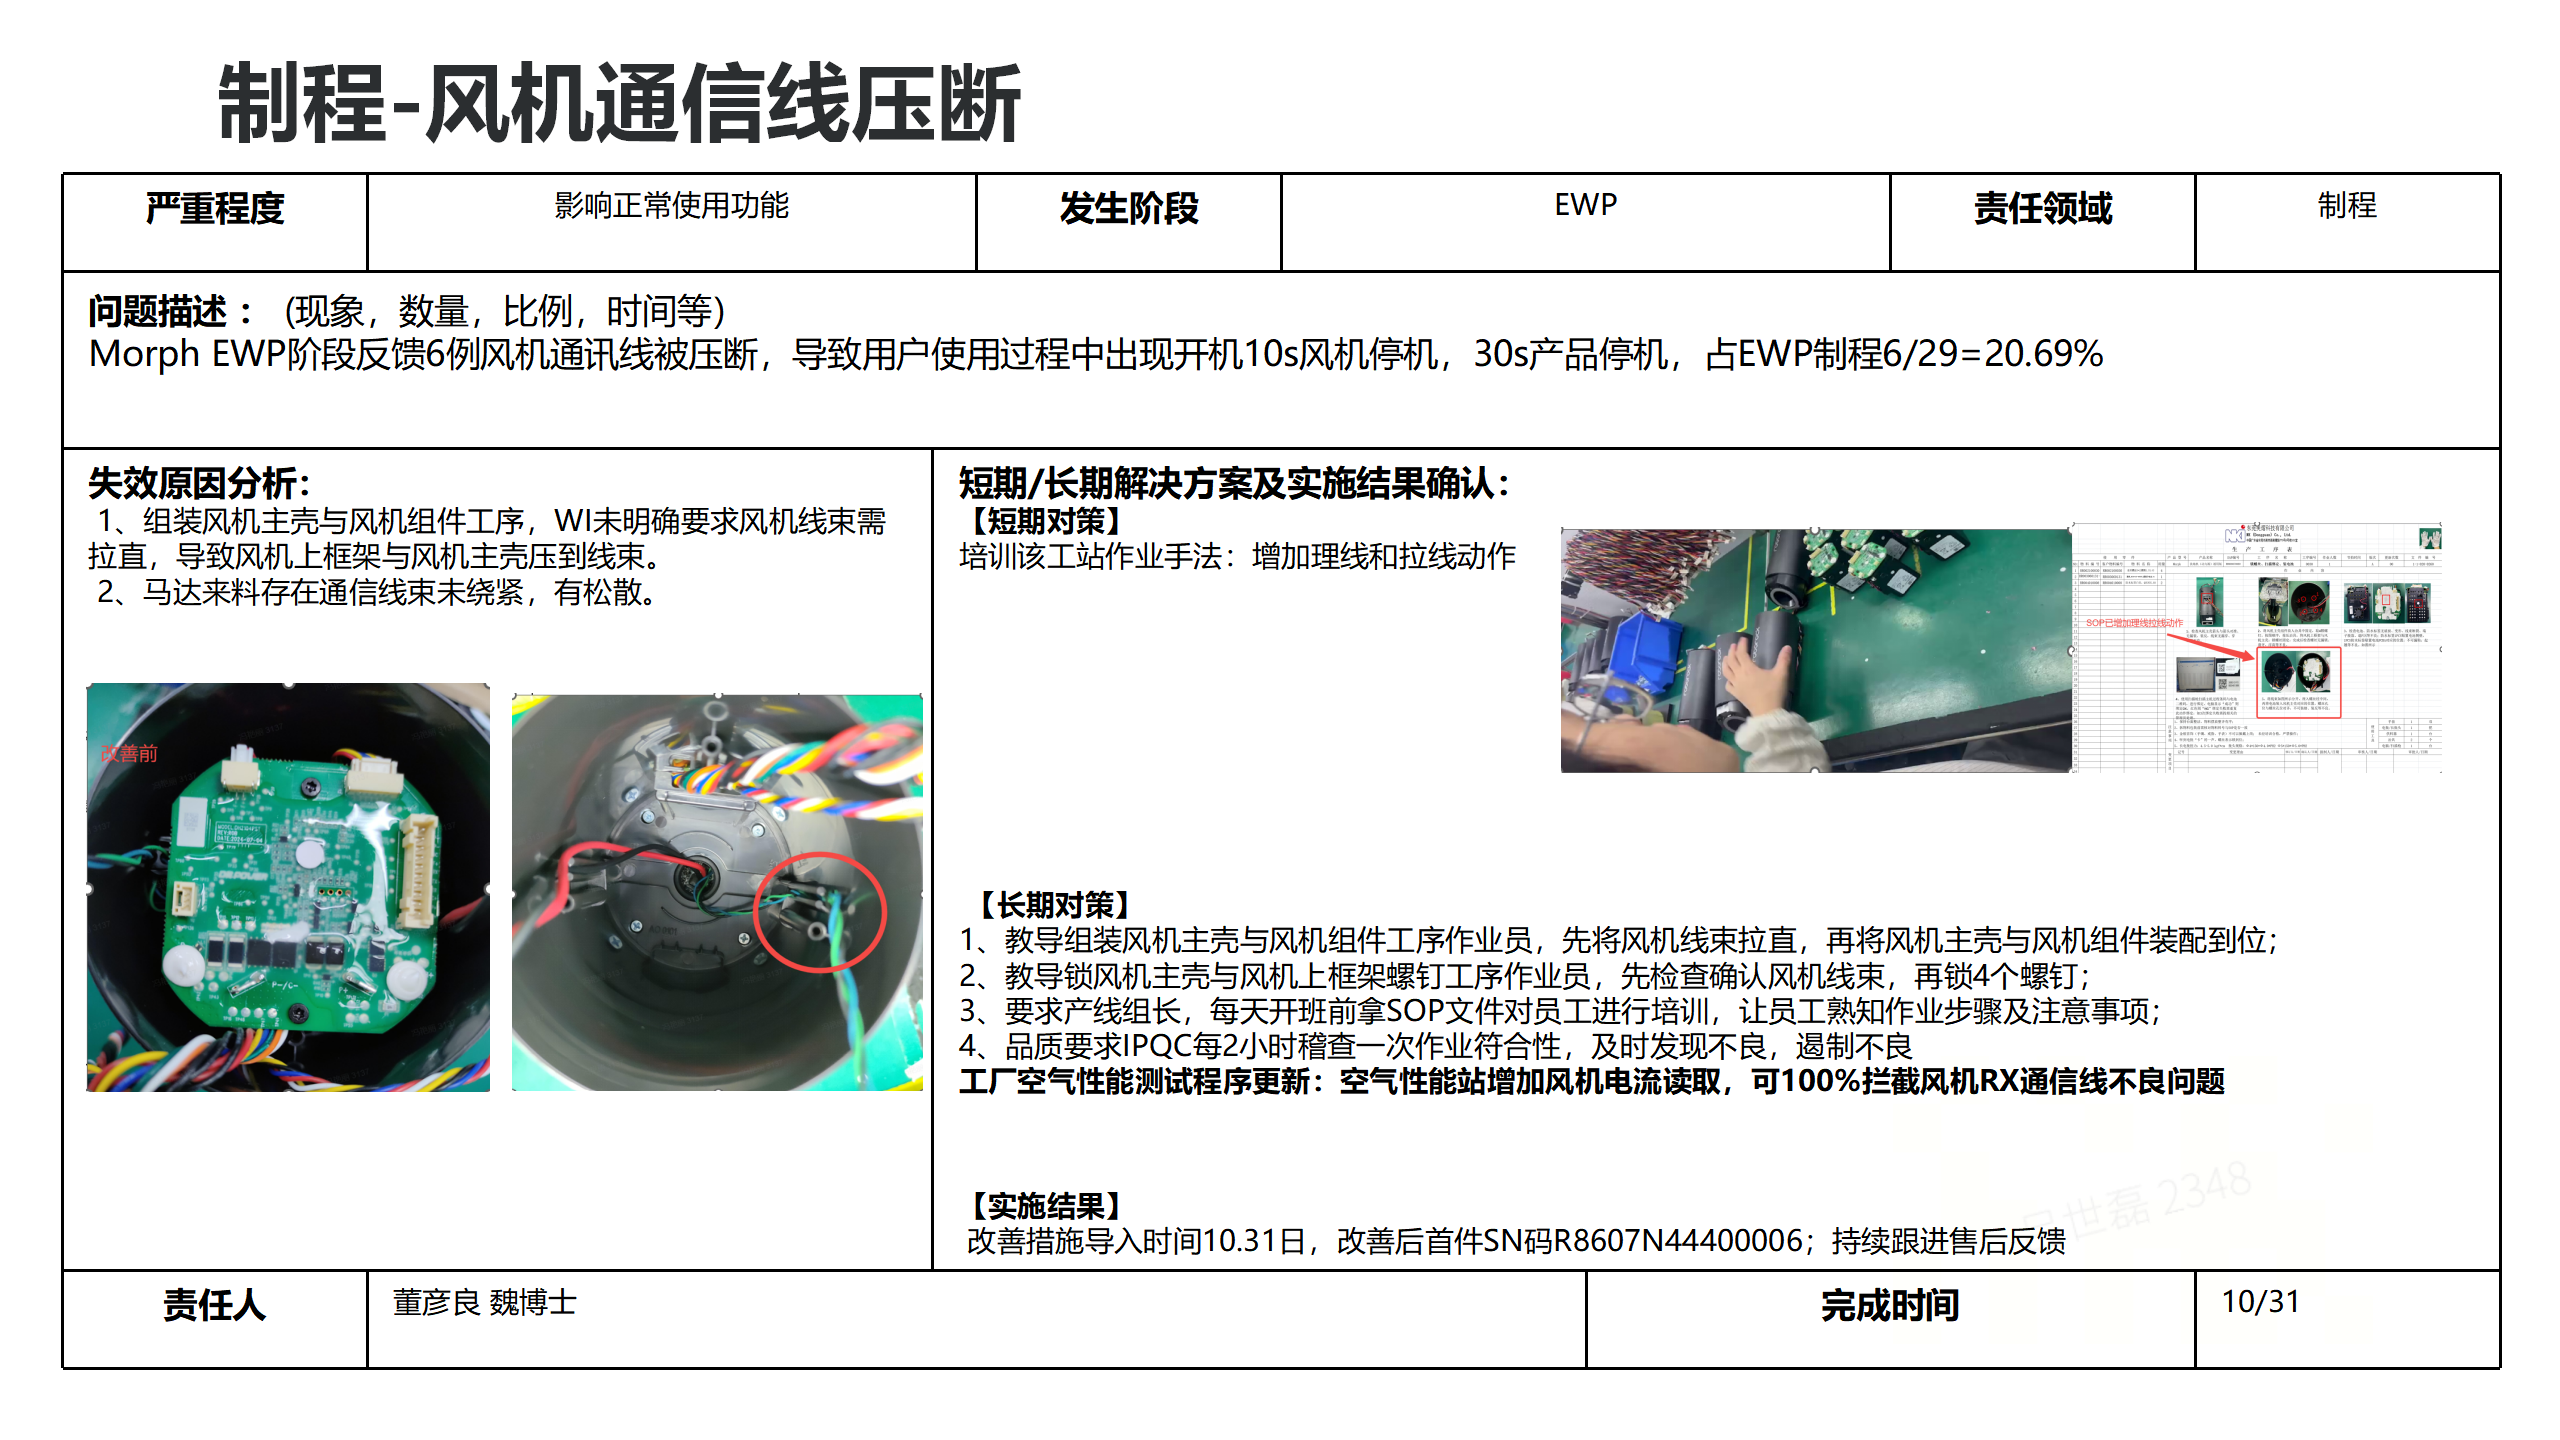 制程-风机通信线压断
严重程度
影响正常使用功能
发生阶段
EWP
责任领域
制程
问题描述 ： (现象，数量，比例，时间等)
Morph EWP阶段反馈6例风机通讯线被压断，导致用户使用过程中出现开机10s风机停机，30s产品停机，占EWP制程6/29=20.69%
失效原因分析：
1、组装风机主壳与风机组件工序，WI未明确要求风机线束需
拉直，导致风机上框架与风机主壳压到线束。
2、马达来料存在通信线束未绕紧，有松散。
改善前
短期/长期解决方案及实施结果确认：
【短期对策】
培训该工站作业手法：增加理线和拉线动作
SOP已增加理线拉线动作
【长期对策】
1、教导组装风机主壳与风机组件工序作业员，先将风机线束拉直，再将风机主壳与风机组件装配到位；
2、教导锁风机主壳与风机上框架螺钉工序作业员，先检查确认风机线束，再锁4个螺钉；
3、要求产线组长，每天开班前拿SOP文件对员工进行培训，让员工熟知作业步骤及注意事项；
4、品质要求IPQC每2小时稽查一次作业符合性，及时发现不良，遏制不良
工厂空气性能测试程序更新：空气性能站增加风机电流读取，可100%拦截风机RX通信线不良问题
【实施结果】
改善措施导入时间10.31日，改善后首件SN码R8607N44400006；持续跟进售后反馈
世磊 2348
责任人
董彦良 魏博士
完成时间
10/31